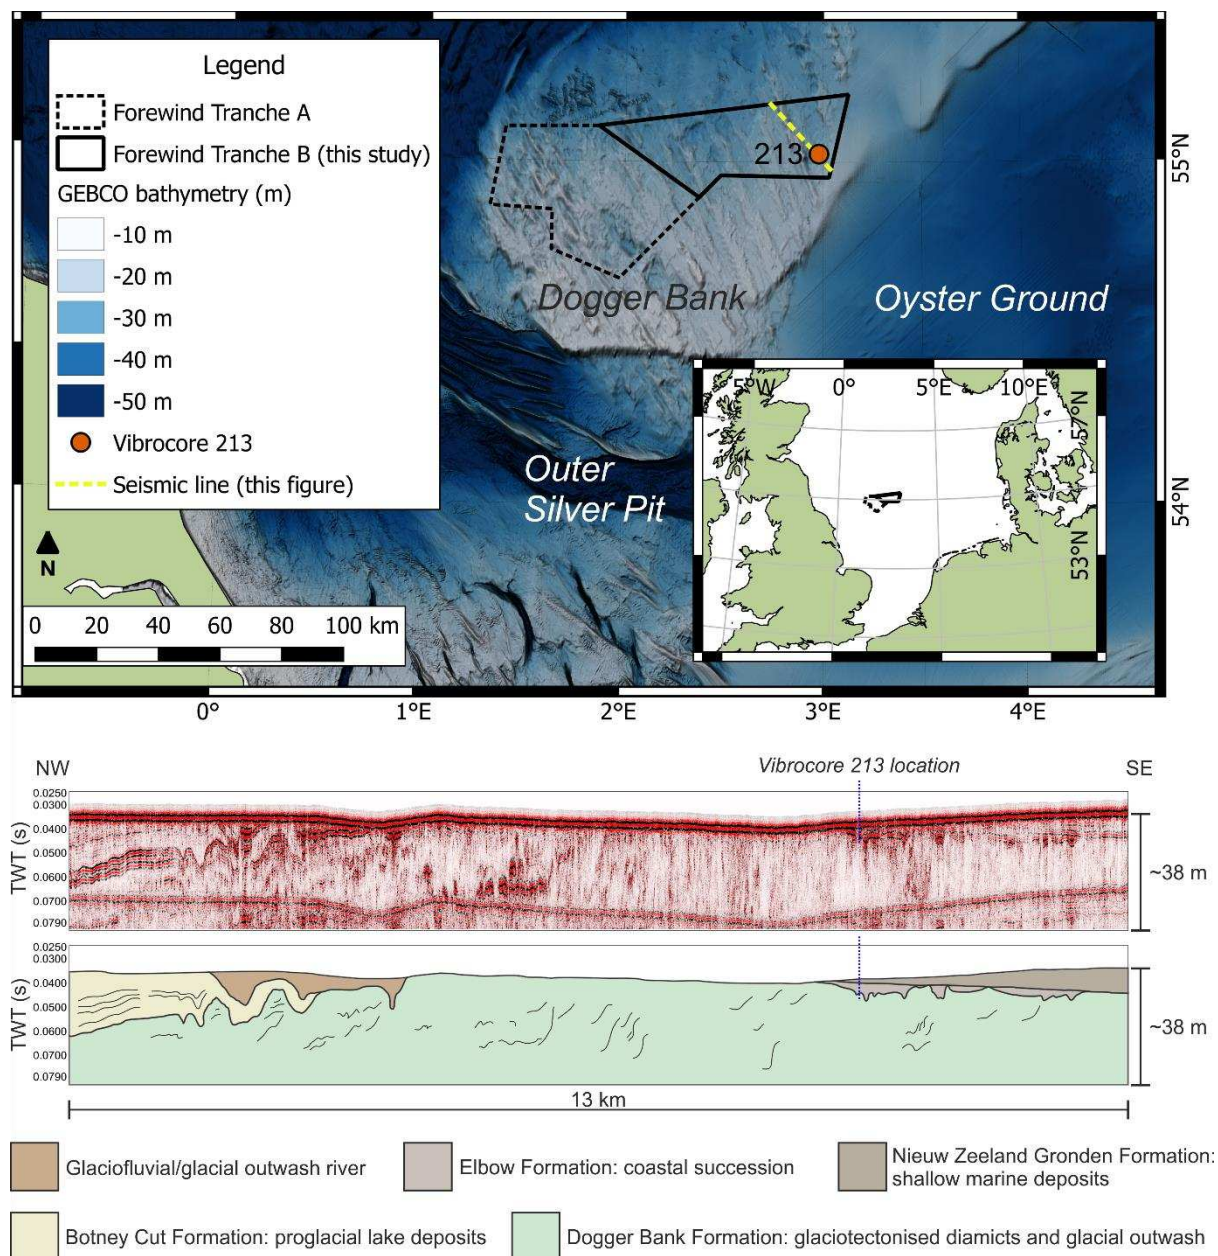 Legend
Forewind Tranche A
Forewind Tranche B (this study)
GEBCO bathymetry (m)
-10 m
-20 m
-30 m
-40 m
-50 m
Vibrocore 213
Seismic line (this figure)
N
0 20 40 60 80 100 km
213
Dogger Bank
Oyster Ground
Outer
Silver Pit
55°N
54°N
5°W 0° 5°E 10°E
57°N
53°N
0° 1°E 2°E 3°E 4°E
NW
Vibrocore 213 location
SE
TWT (s)
0.0250
0.0300
0.0400
0.0500
0.0600
0.0700
0.0790
~38 m
TWT (s)
0.0250
0.0300
0.0400
0.0500
0.0600
0.0700
0.0790
~38 m
13 km
Glaciofluvial/glacial outwash river
Elbow Formation: coastal succession
Nieuw Zeeland Gronden Formation:
shallow marine deposits
Botney Cut Formation: proglacial lake deposits
Dogger Bank Formation: glaciotectonised diamicts and glacial outwash